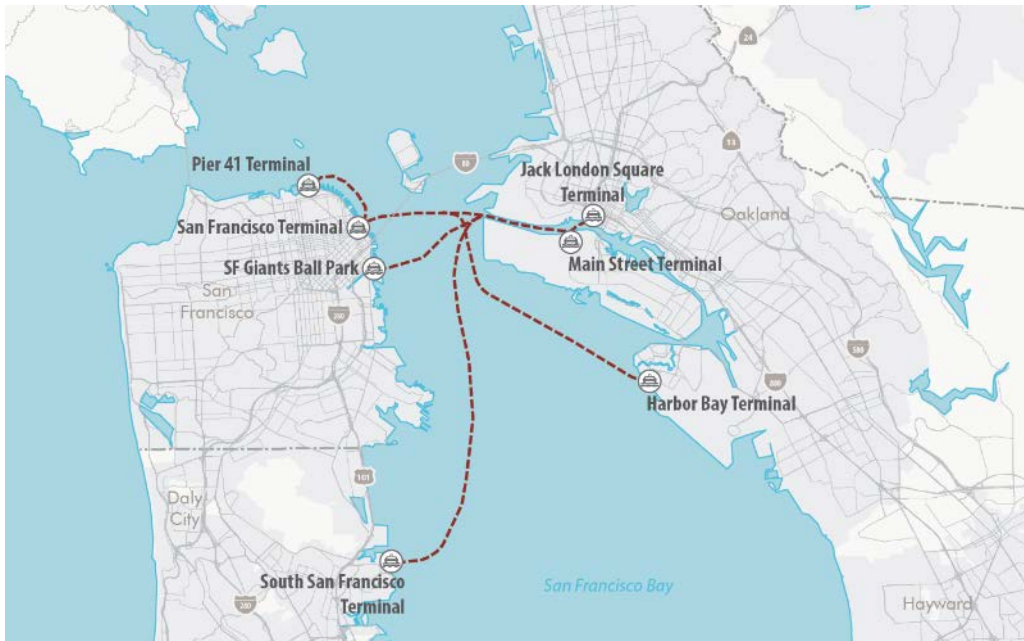 24
Pier 41 Terminal
80
Jack London Square
Terminal
13
San Francisco Terminal
Oakland
SF Giants Ball Park
Main Street Terminal
San
Francisco
280
580
880
Harbor Bay Terminal
101
Daly
City
South San Francisco
Terminal
San Francisco Bay
280
Hayward